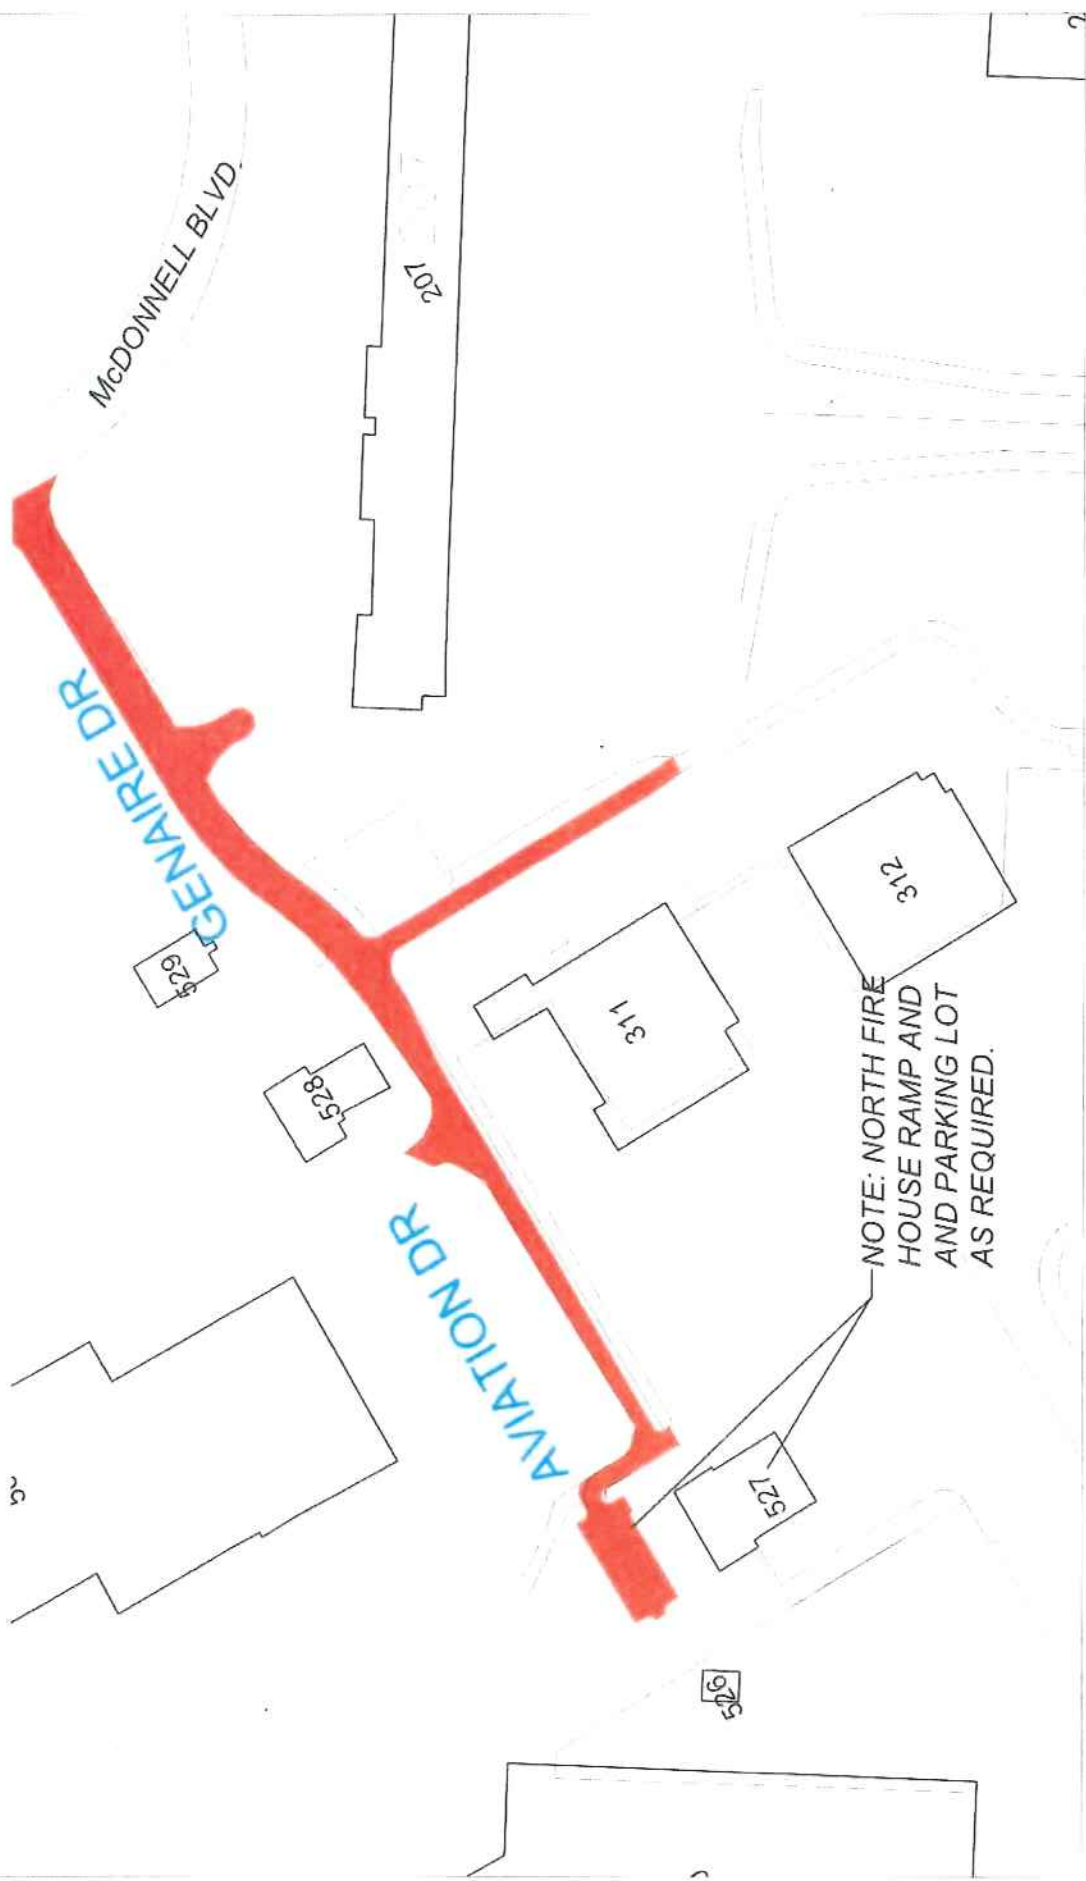 McDONNELL BLVD.
207
GENAIRE DR
529
528
311
312
AVIATION DR
NOTE: NORTH FIRE
HOUSE RAMP AND
AND PARKING LOT
AS REQUIRED.
527
526